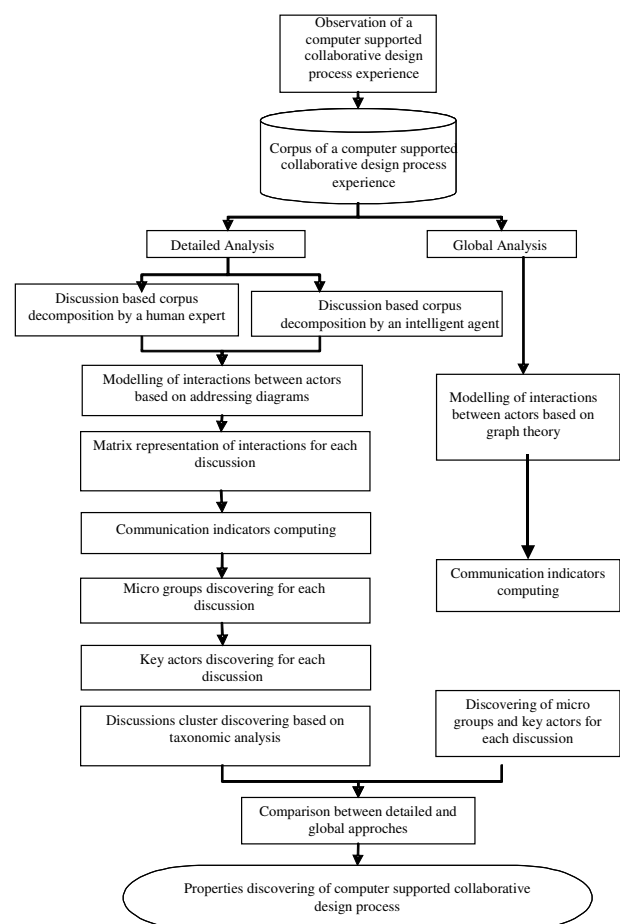 Observation of a
computer supported
collaborative design
process experience
Corpus of a computer supported
collaborative design process
experience
Detailed Analysis
Global Analysis
Discussion based corpus
decomposition by a human expert
Discussion based corpus
decomposition by an intelligent agent
Modelling of interactions between actors
based on addressing diagrams
Modelling of interactions
between actors based on
graph theory
Matrix representation of interactions for each
discussion
Communication indicators computing
Communication indicators
computing
Micro groups discovering for each
discussion
Key actors discovering for each
discussion
Discussions cluster discovering based on
taxonomic analysis
Discovering of micro
groups and key actors for
each discussion
Comparison between detailed and
global approches
Properties discovering of computer supported collaborative
design process